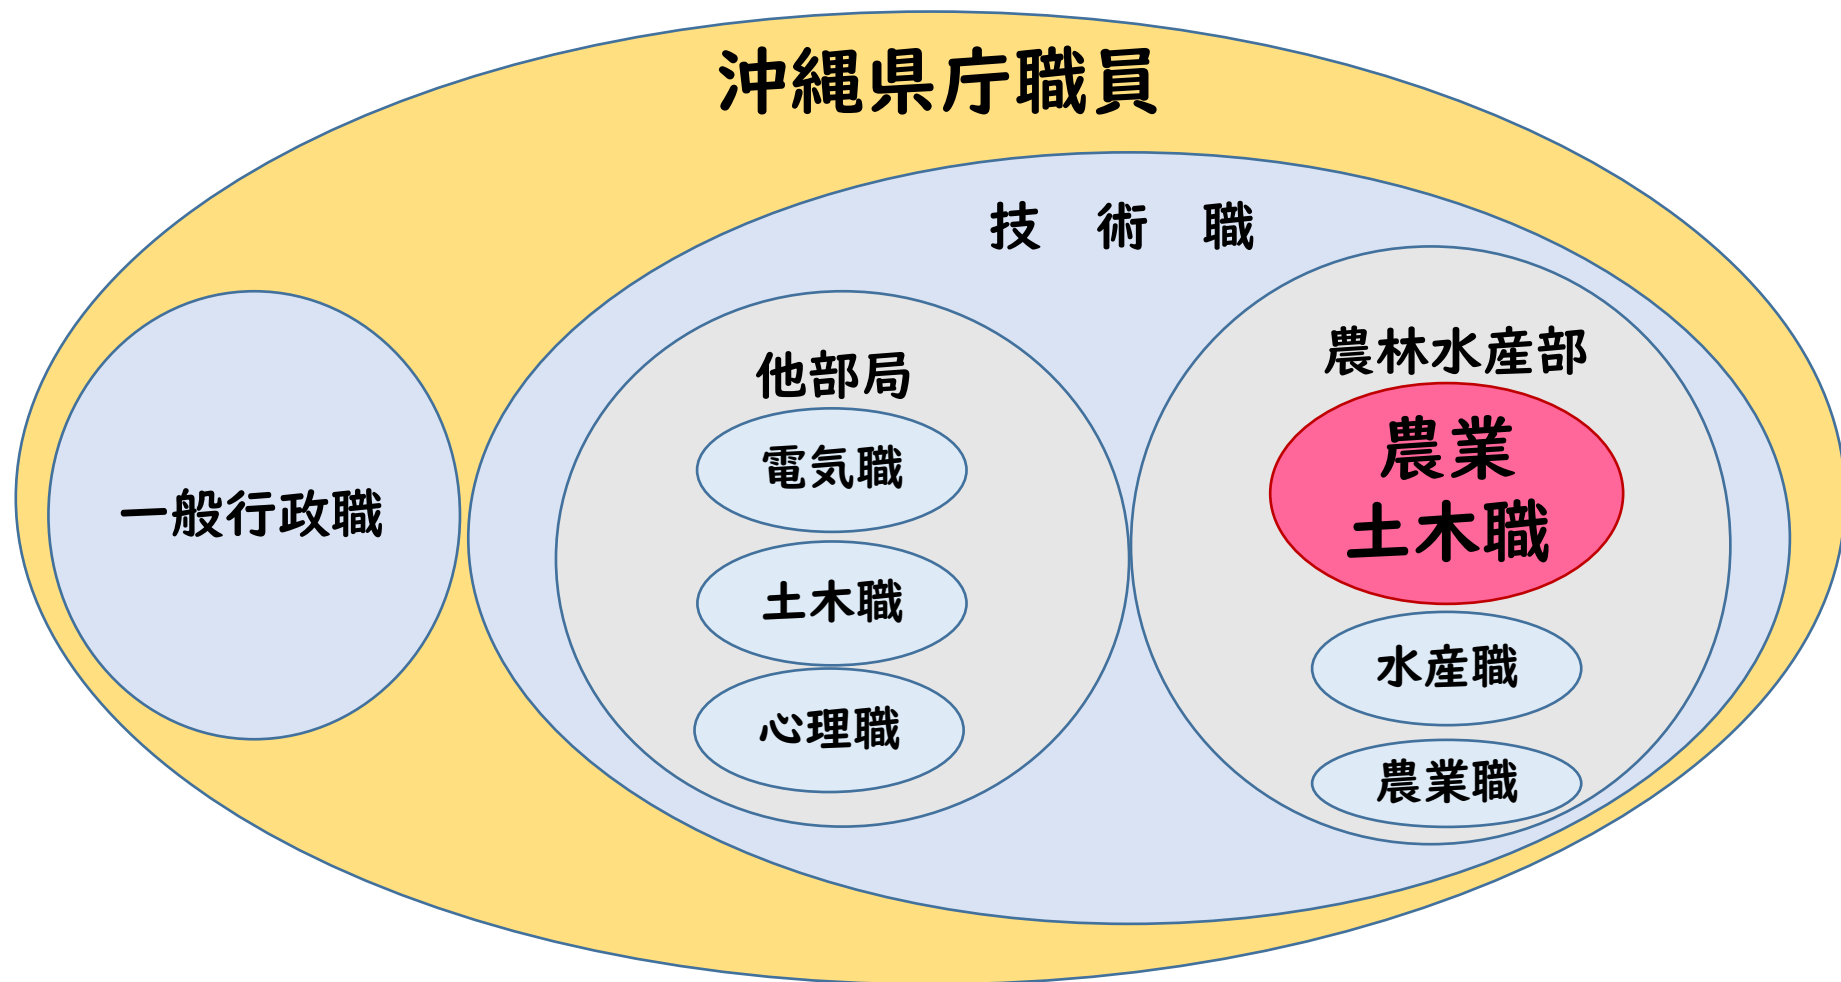 沖縄県庁職員
技　術　職
一般行政職
他部局
電気職
土木職
心理職
農林水産部
農業
土木職
水産職
農業職